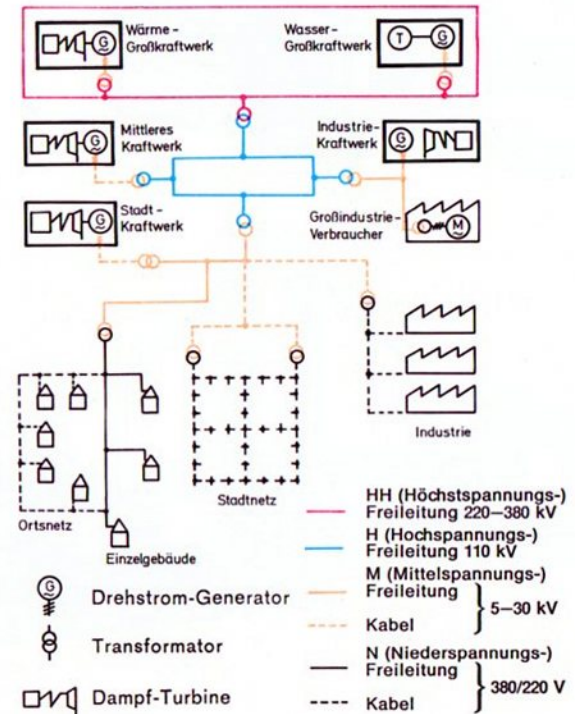 Wärme-
Großkraftwerk
G
Wasser-
Großkraftwerk
T
G
Mittleres
Kraftwerk
G
Industrie-
Kraftwerk
G
Stadt-
Kraftwerk
G
Großindustrie-
Verbraucher
M
Industrie
Stadtnetz
Ortsnetz
Einzelgebäude
HH (Höchstspannungs-)
Freileitung 220—380 kV
H (Hochspannungs-)
Freileitung 110 kV
M (Mittelspannungs-)
Freileitung
5—30 kV
Kabel
N (Niederspannungs-)
Freileitung
380/220 V
Kabel
G
Drehstrom-Generator
Transformator
Dampf-Turbine